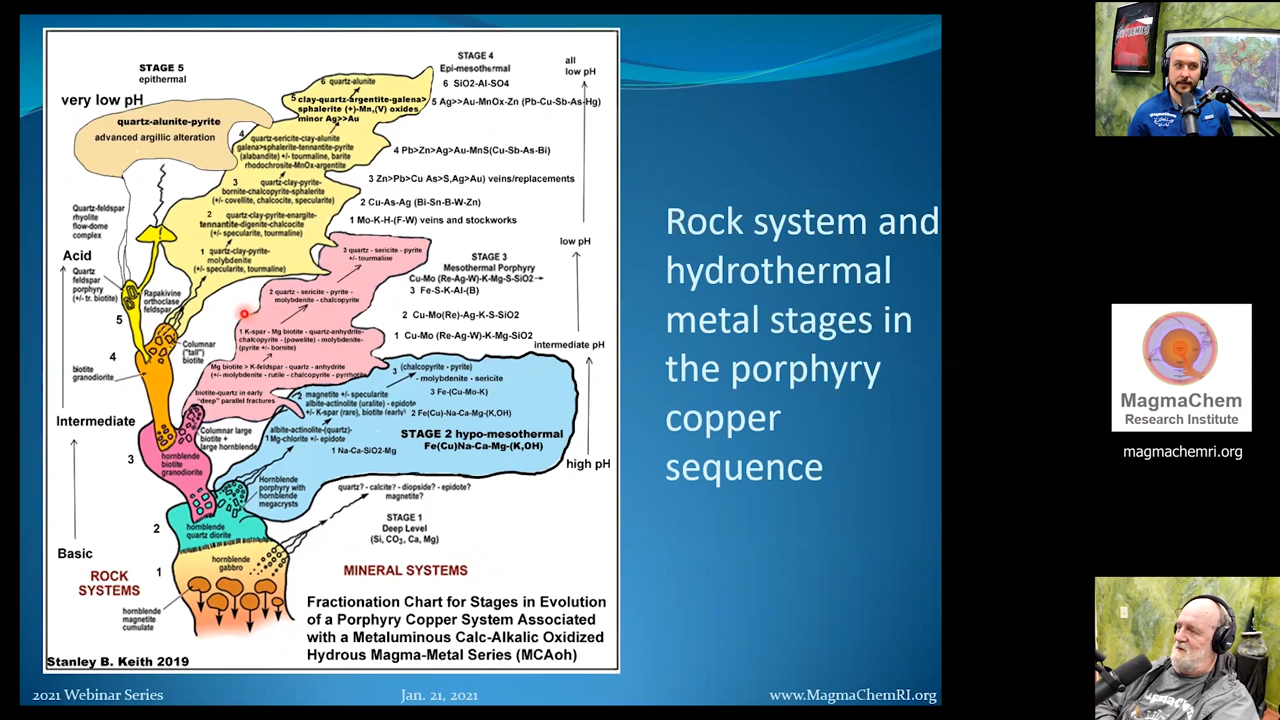 STAGE 5
epithermal
very low pH
quartz-alunite-pyrite
advanced argillic alteration
STAGE 4
Epi-mesothermal
all
low pH
6 quartz-alunite
6 SiO2-Al-SO4
5 clay-quartz-argentite-galena>
sphalerite (+)-Mn,(V) oxides
minor Ag>>Au
5 Ag>>Au-MnOx-Zn (Pb-Cu-Sb-As-Hg)
4
quartz-sericite-clay-alunite
galena>sphalerite-tennantite-pyrite
(alabandite) +/- tourmaline, barite
rhodochrosite-MnOx-argentite
4 Pb>Zn>Ag>Au-MnS(Cu-Sb-As-Bi)
3
quartz-clay-pyrite-
bornite-chalcopyrite-sphalerite
(+/- covellite, chalcocite, specularite)
3 Zn>Pb>Cu As>S,Ag>Au) veins/replacements
2
quartz-clay-pyrite-enargite-
tennantite-digenite-chalcocite
(+/- specularite, tourmaline)
2 Cu-As-Ag (Bi-Sn-B-W-Zn)
1 quartz-clay-pyrite-
molybdenite
(+/- specularite, tourmaline)
1 Mo-K-H-(F-W) veins and stockworks
Quartz-feldspar
rhyolite
flow-dome
complex
Acid
Quartz
feldspar
porphyry
(+/- tr. biotite)
Rapakivine
orthoclase
feldspar
5
low pH
3 quartz - sericite - pyrite
+/- tourmaline
STAGE 3
Mesothermal Porphyry
Cu-Mo (Re-Ag-W)-K-Mg-S-SiO2
3 Fe-S-K-Al-(B)
2 quartz - sericite - pyrite -
molybdenite - chalcopyrite
2 Cu-Mo(Re)-Ag-K-S-SiO2
1 K-spar - Mg biotite - quartz-anhydrite-
chalcopyrite - (powelite) - molybdenite-
(pyrite +/- bornite)
1 Cu-Mo (Re-Ag-W)-K-Mg-SiO2
intermediate pH
Columnar
("tall")
biotite
4
biotite
granodiorite
Mg biotite > K-feldspar - quartz - anhydrite
(+/- molybdenite - rutile - chalcopyrite - pyrrhotite
biotite-quartz in early
"deep" parallel fractures
Intermediate
3
(chalcopyrite - pyrite)
- molybdenite - sericite
3 Fe-(Cu-Mo-K)
2
magnetite +/- specularite
albite-actinolite (uralite) - epidote
+/- K-spar (rare), biotite (early)
2 Fe(Cu)-Na-Ca-Mg-(K,OH)
albite-actinolite-(quartz)-
1 Mg-chlorite +/- epidote
1 Na-Ca-SiO2-Mg
STAGE 2 hypo-mesothermal
Fe(Cu)Na-Ca-Mg-(K,OH)
high pH
Columnar large
biotite +
large hornblende
3
hornblende
biotite
granodiorite
Hornblende
porphyry with
hornblende
megacrysts
quartz? - calcite? - diopside? - epidote?
magnetite?
2
hornblende
quartz diorite
STAGE 1
Deep Level
(Si, CO3, Ca, Mg)
Basic
1
hornblende
gabbro
ROCK
SYSTEMS
MINERAL SYSTEMS
hornblende
magnetite
cumulate
Fractionation Chart for Stages in Evolution
of a Porphyry Copper System Associated
with a Metaluminous Calc-Alkalic Oxidized
Hydrous Magma-Metal Series (MCAoh)
Stanley B. Keith 2019
Rock system and
hydrothermal
metal stages in
the porphyry
copper
sequence
2021 Webinar Series
Jan. 21, 2021
www.MagmaChemRI.org
MagmaChem
Research Institute
magmachemri.org